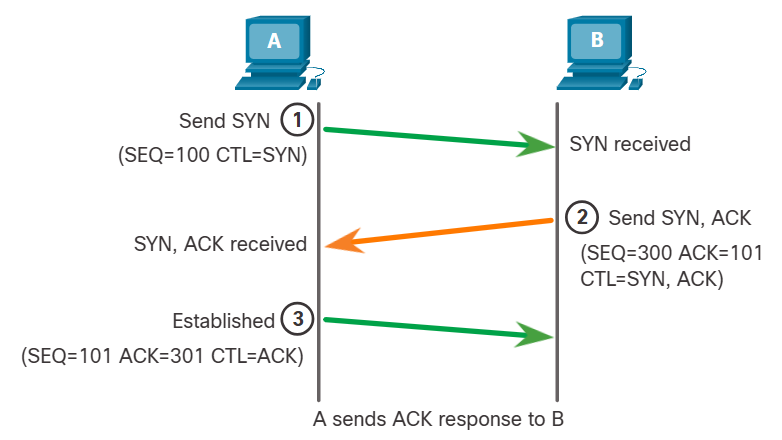 A
B
Send SYN 1
(SEQ=100 CTL=SYN)
SYN received
2 Send SYN, ACK
(SEQ=300 ACK=101
CTL=SYN, ACK)
SYN, ACK received
Established 3
(SEQ=101 ACK=301 CTL=ACK)
A sends ACK response to B